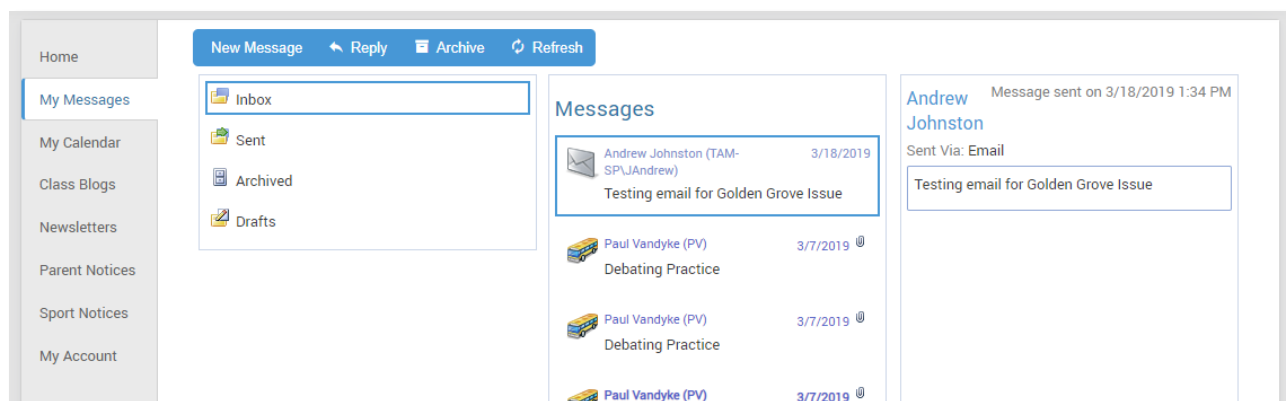 Home
My Messages
My Calendar
Class Blogs
Newsletters
Parent Notices
Sport Notices
My Account
New Message Reply Archive Refresh
Inbox
Sent
Archived
Drafts
Messages
Andrew Johnston (TAM-
SP\JAndrew)
3/18/2019
Testing email for Golden Grove Issue
Paul Vandyke (PV) 3/7/2019
Debating Practice
Paul Vandyke (PV) 3/7/2019
Debating Practice
Paul Vandyke (PV) 3/7/2019
Andrew
Johnston
Message sent on 3/18/2019 1:34 PM
Sent Via: Email
Testing email for Golden Grove Issue